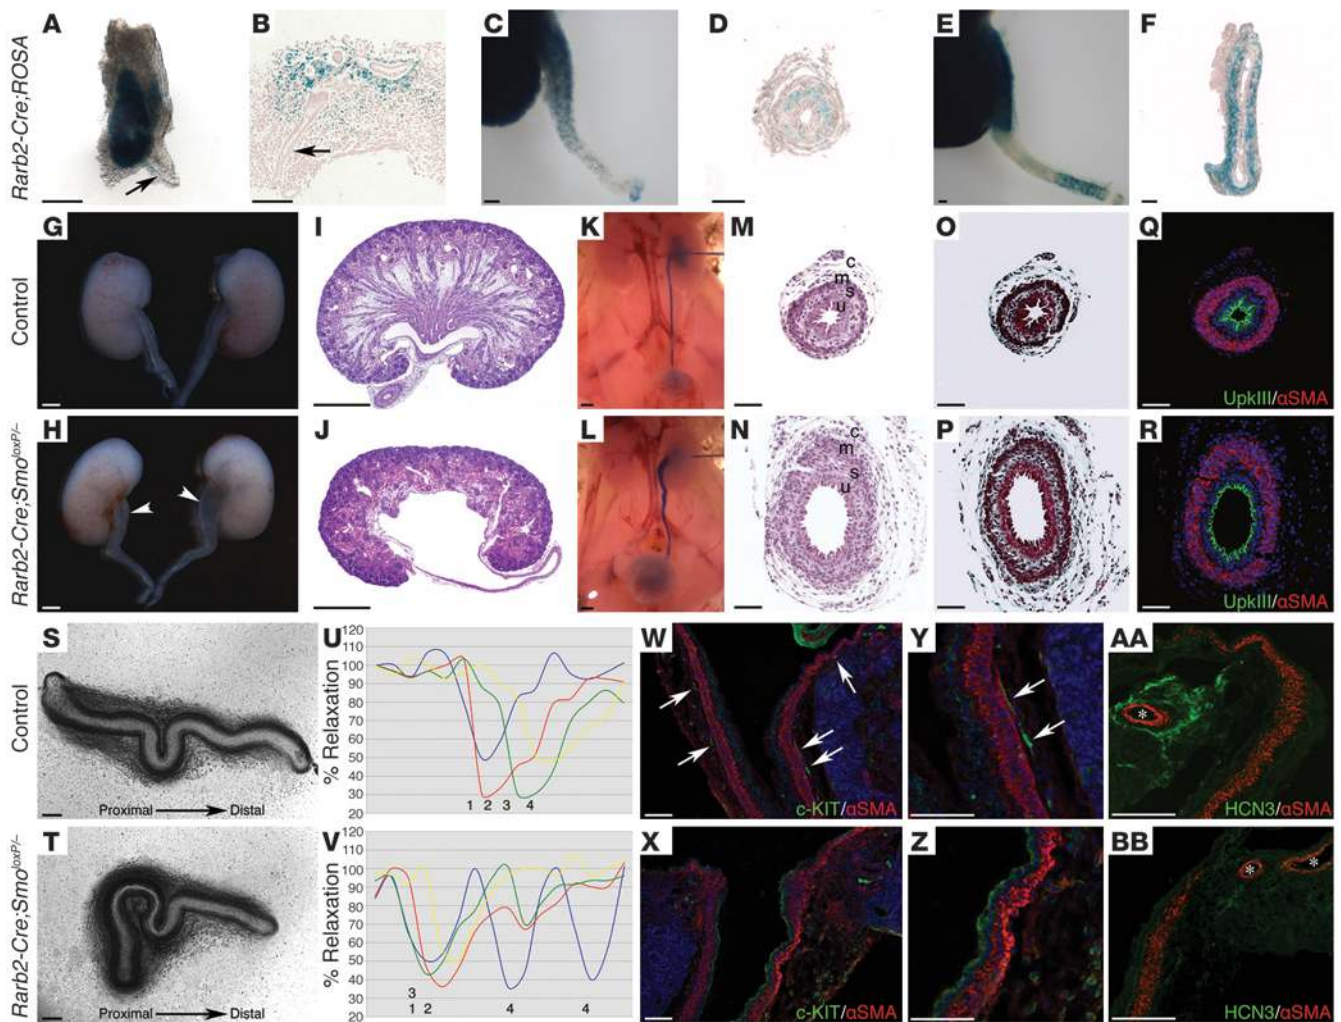 Rarb2-Cre;ROSA
A
B
C
D
E
F
Control
G
I
K
M
c
m
s
u
O
Q
UpkIII/αSMA
Rarb2-Cre;Smo^loxP/–
H
J
L
N
c
m
s
u
P
R
UpkIII/αSMA
Control
S
Proximal Distal
U
% Relaxation
120
110
100
90
80
70
60
50
40
30
20
1 2 3 4
W
c-KIT/αSMA
Y
AA
*
HCN3/αSMA
Rarb2-Cre;Smo^loxP/–
T
Proximal Distal
V
% Relaxation
120
110
100
90
80
70
60
50
40
30
20
3
1 2 4 4
X
c-KIT/αSMA
Z
BB
* *
HCN3/αSMA